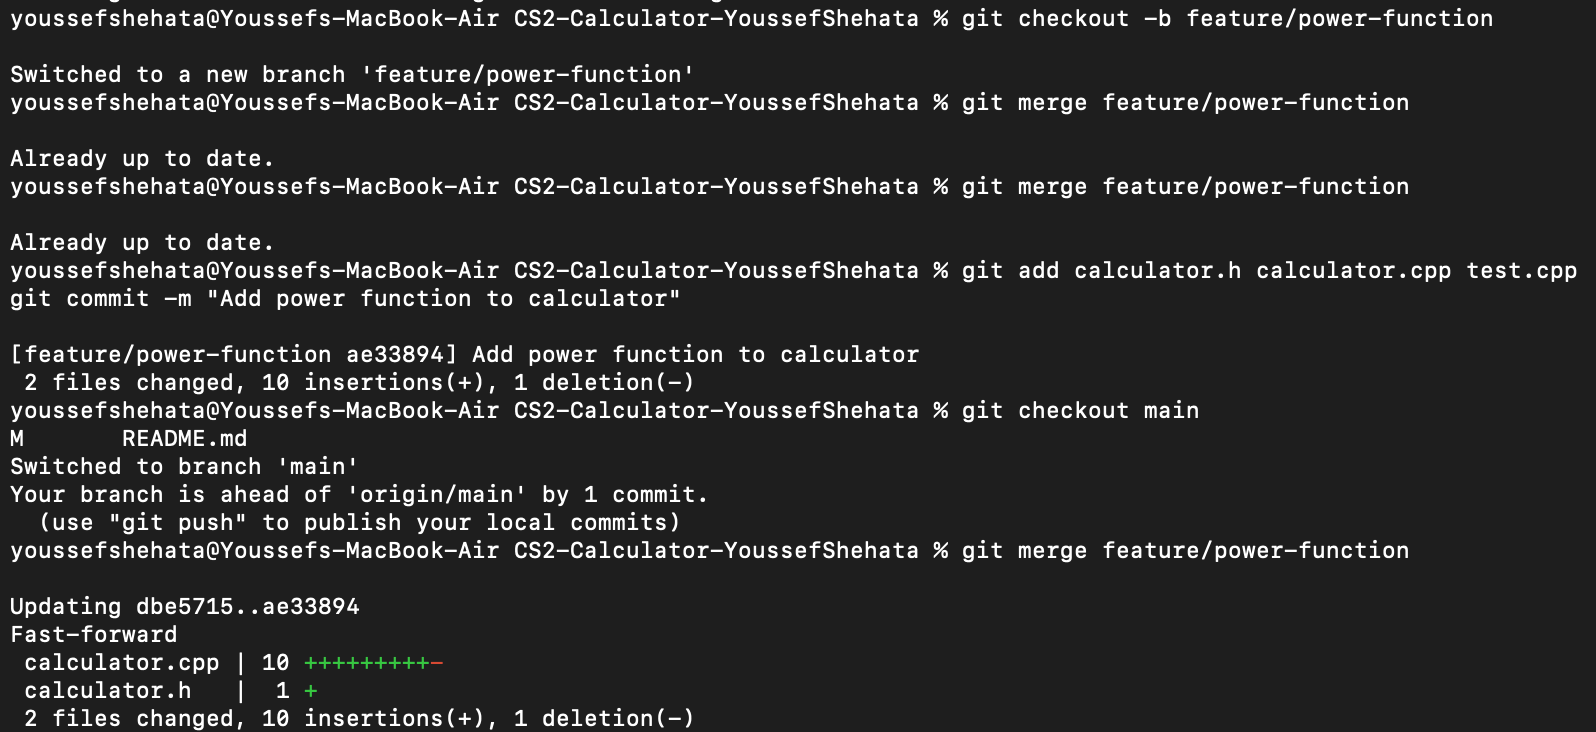 youssefshehata@Youssefs-MacBook-Air CS2-Calculator-YoussefShehata % git checkout -b feature/power-function
Switched to a new branch 'feature/power-function'
youssefshehata@Youssefs-MacBook-Air CS2-Calculator-YoussefShehata % git merge feature/power-function
Already up to date.
youssefshehata@Youssefs-MacBook-Air CS2-Calculator-YoussefShehata % git merge feature/power-function
Already up to date.
youssefshehata@Youssefs-MacBook-Air CS2-Calculator-YoussefShehata % git add calculator.h calculator.cpp test.cpp
git commit -m "Add power function to calculator"
[feature/power-function ae33894] Add power function to calculator
 2 files changed, 10 insertions(+), 1 deletion(-)
youssefshehata@Youssefs-MacBook-Air CS2-Calculator-YoussefShehata % git checkout main
M       README.md
Switched to branch 'main'
Your branch is ahead of 'origin/main' by 1 commit.
  (use "git push" to publish your local commits)
youssefshehata@Youssefs-MacBook-Air CS2-Calculator-YoussefShehata % git merge feature/power-function
Updating dbe5715..ae33894
Fast-forward
 calculator.cpp | 10 +++++++++-
 calculator.h   |  1 +
 2 files changed, 10 insertions(+), 1 deletion(-)